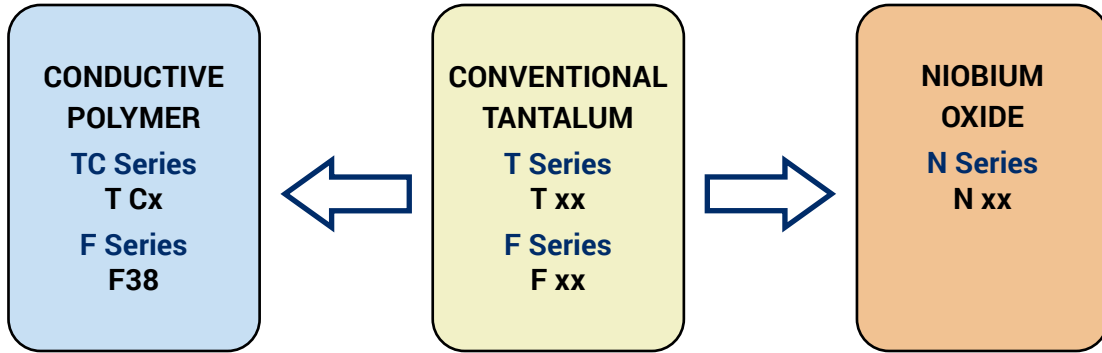 CONDUCTIVE
POLYMER
TC Series
T Cx
F Series
F38
CONVENTIONAL
TANTALUM
T Series
T xx
F Series
F xx
NIOBIUM
OXIDE
N Series
N xx